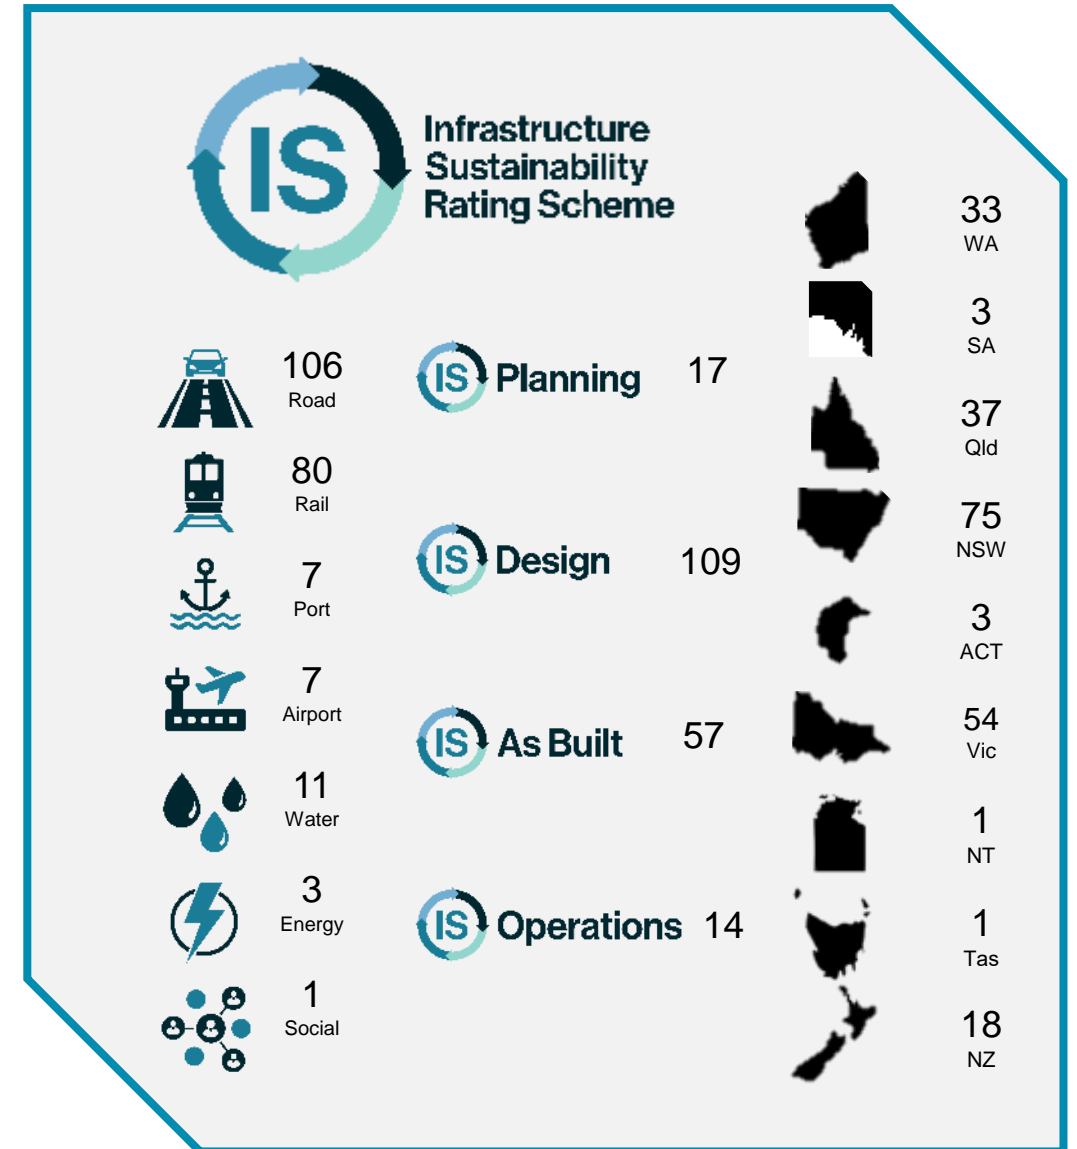 IS
Infrastructure
Sustainability
Rating Scheme
106
Road
80
Rail
7
Port
7
Airport
11
Water
3
Energy
1
Social
IS Planning 17
IS Design 109
IS As Built 57
IS Operations 14
33
WA
3
SA
37
Qld
75
NSW
3
ACT
54
Vic
1
NT
1
Tas
18
NZ